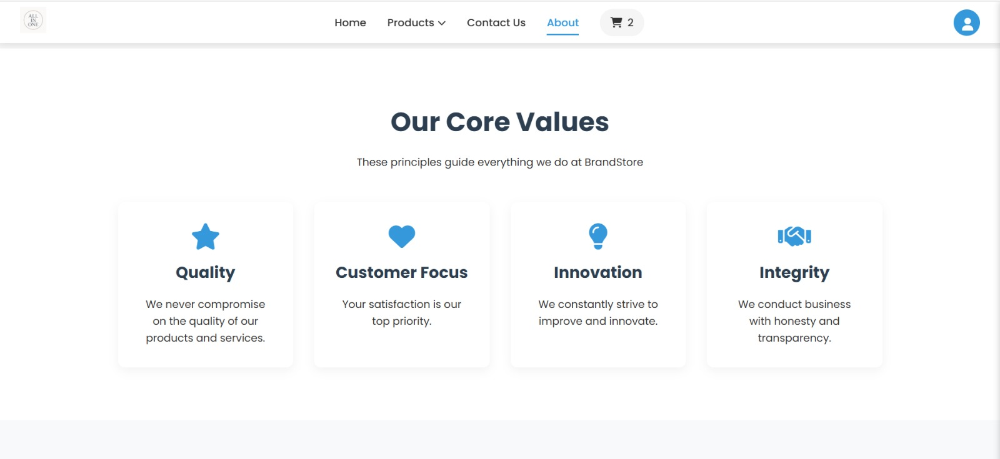 ALL
IN
ONE
Home
Products
Contact Us
About
2
Our Core Values
These principles guide everything we do at BrandStore
Quality
We never compromise
on the quality of our
products and services.
Customer Focus
Your satisfaction is our
top priority.
Innovation
We constantly strive to
improve and innovate.
Integrity
We conduct business
with honesty and
transparency.